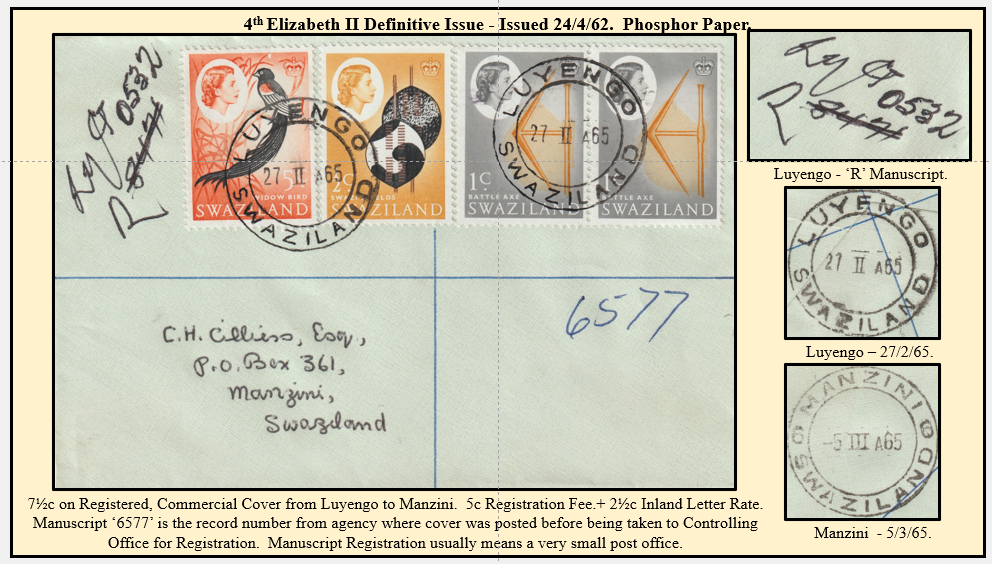 4th Elizabeth II Definitive Issue - Issued 24/4/62.  Phosphor Paper.
0532
R
LUYENGO
27 II A65
SWAZILAND
5c
WIDOW BIRD
SWAZILAND
SWAZILAND
1c
BATTLE AXE
SWAZILAND
LUYENGO
27 II A65
SWAZILAND
BATTLE AXE
SWAZILAND
6577
C.H. Cilliers, Esq.,
P.O. Box 361,
Manzini,
Swaziland
0532
R
Luyengo - ‘R’ Manuscript.
LUYENGO
27 II A65
SWAZILAND
Luyengo – 27/2/65.
MANZINI
-5 III A65
SWAZILAND
Manzini  - 5/3/65.
7½c on Registered, Commercial Cover from Luyengo to Manzini.  5c Registration Fee.+ 2½c Inland Letter Rate.
Manuscript ‘6577’ is the record number from agency where cover was posted before being taken to Controlling
Office for Registration.  Manuscript Registration usually means a very small post office.